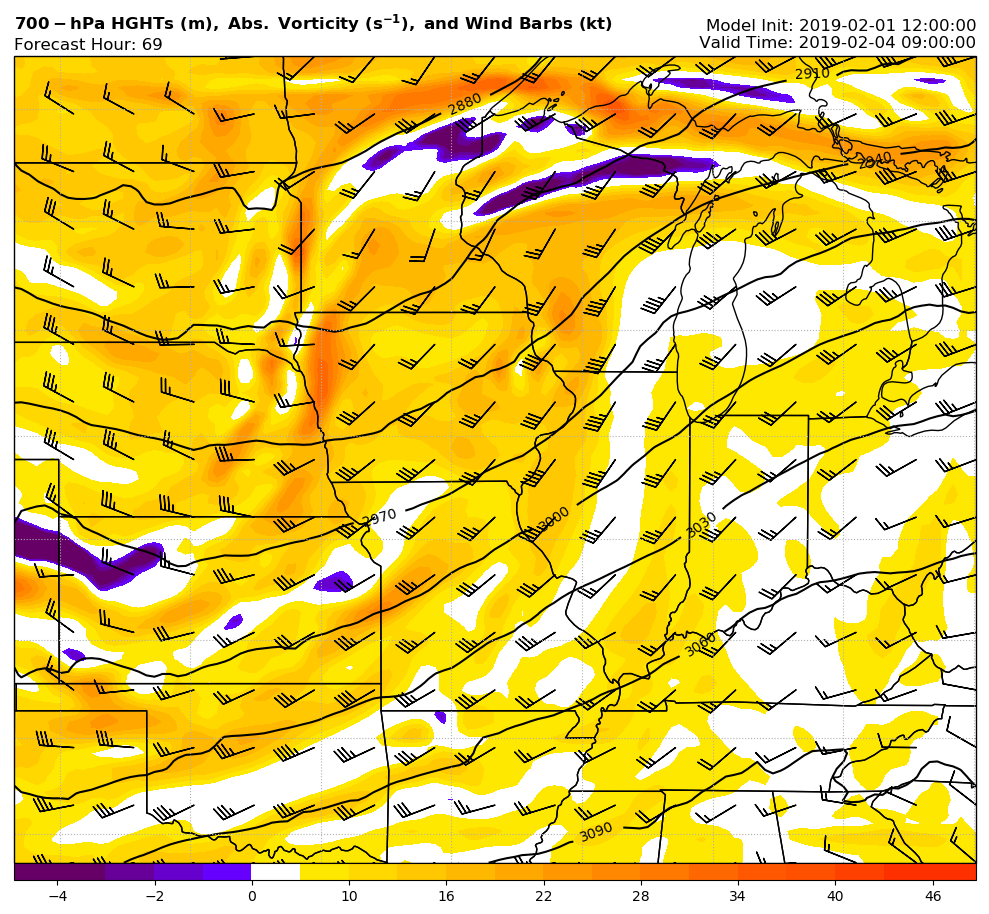 700-hPa HGHTs (m), Abs. Vorticity (s⁻¹), and Wind Barbs (kt)
Model Init: 2019-02-01 12:00:00
Forecast Hour: 69
Valid Time: 2019-02-04 09:00:00
2910
2880
2940
2970
3000
3030
3060
3090
−4 −2 0 10 16 22 28 34 40 46